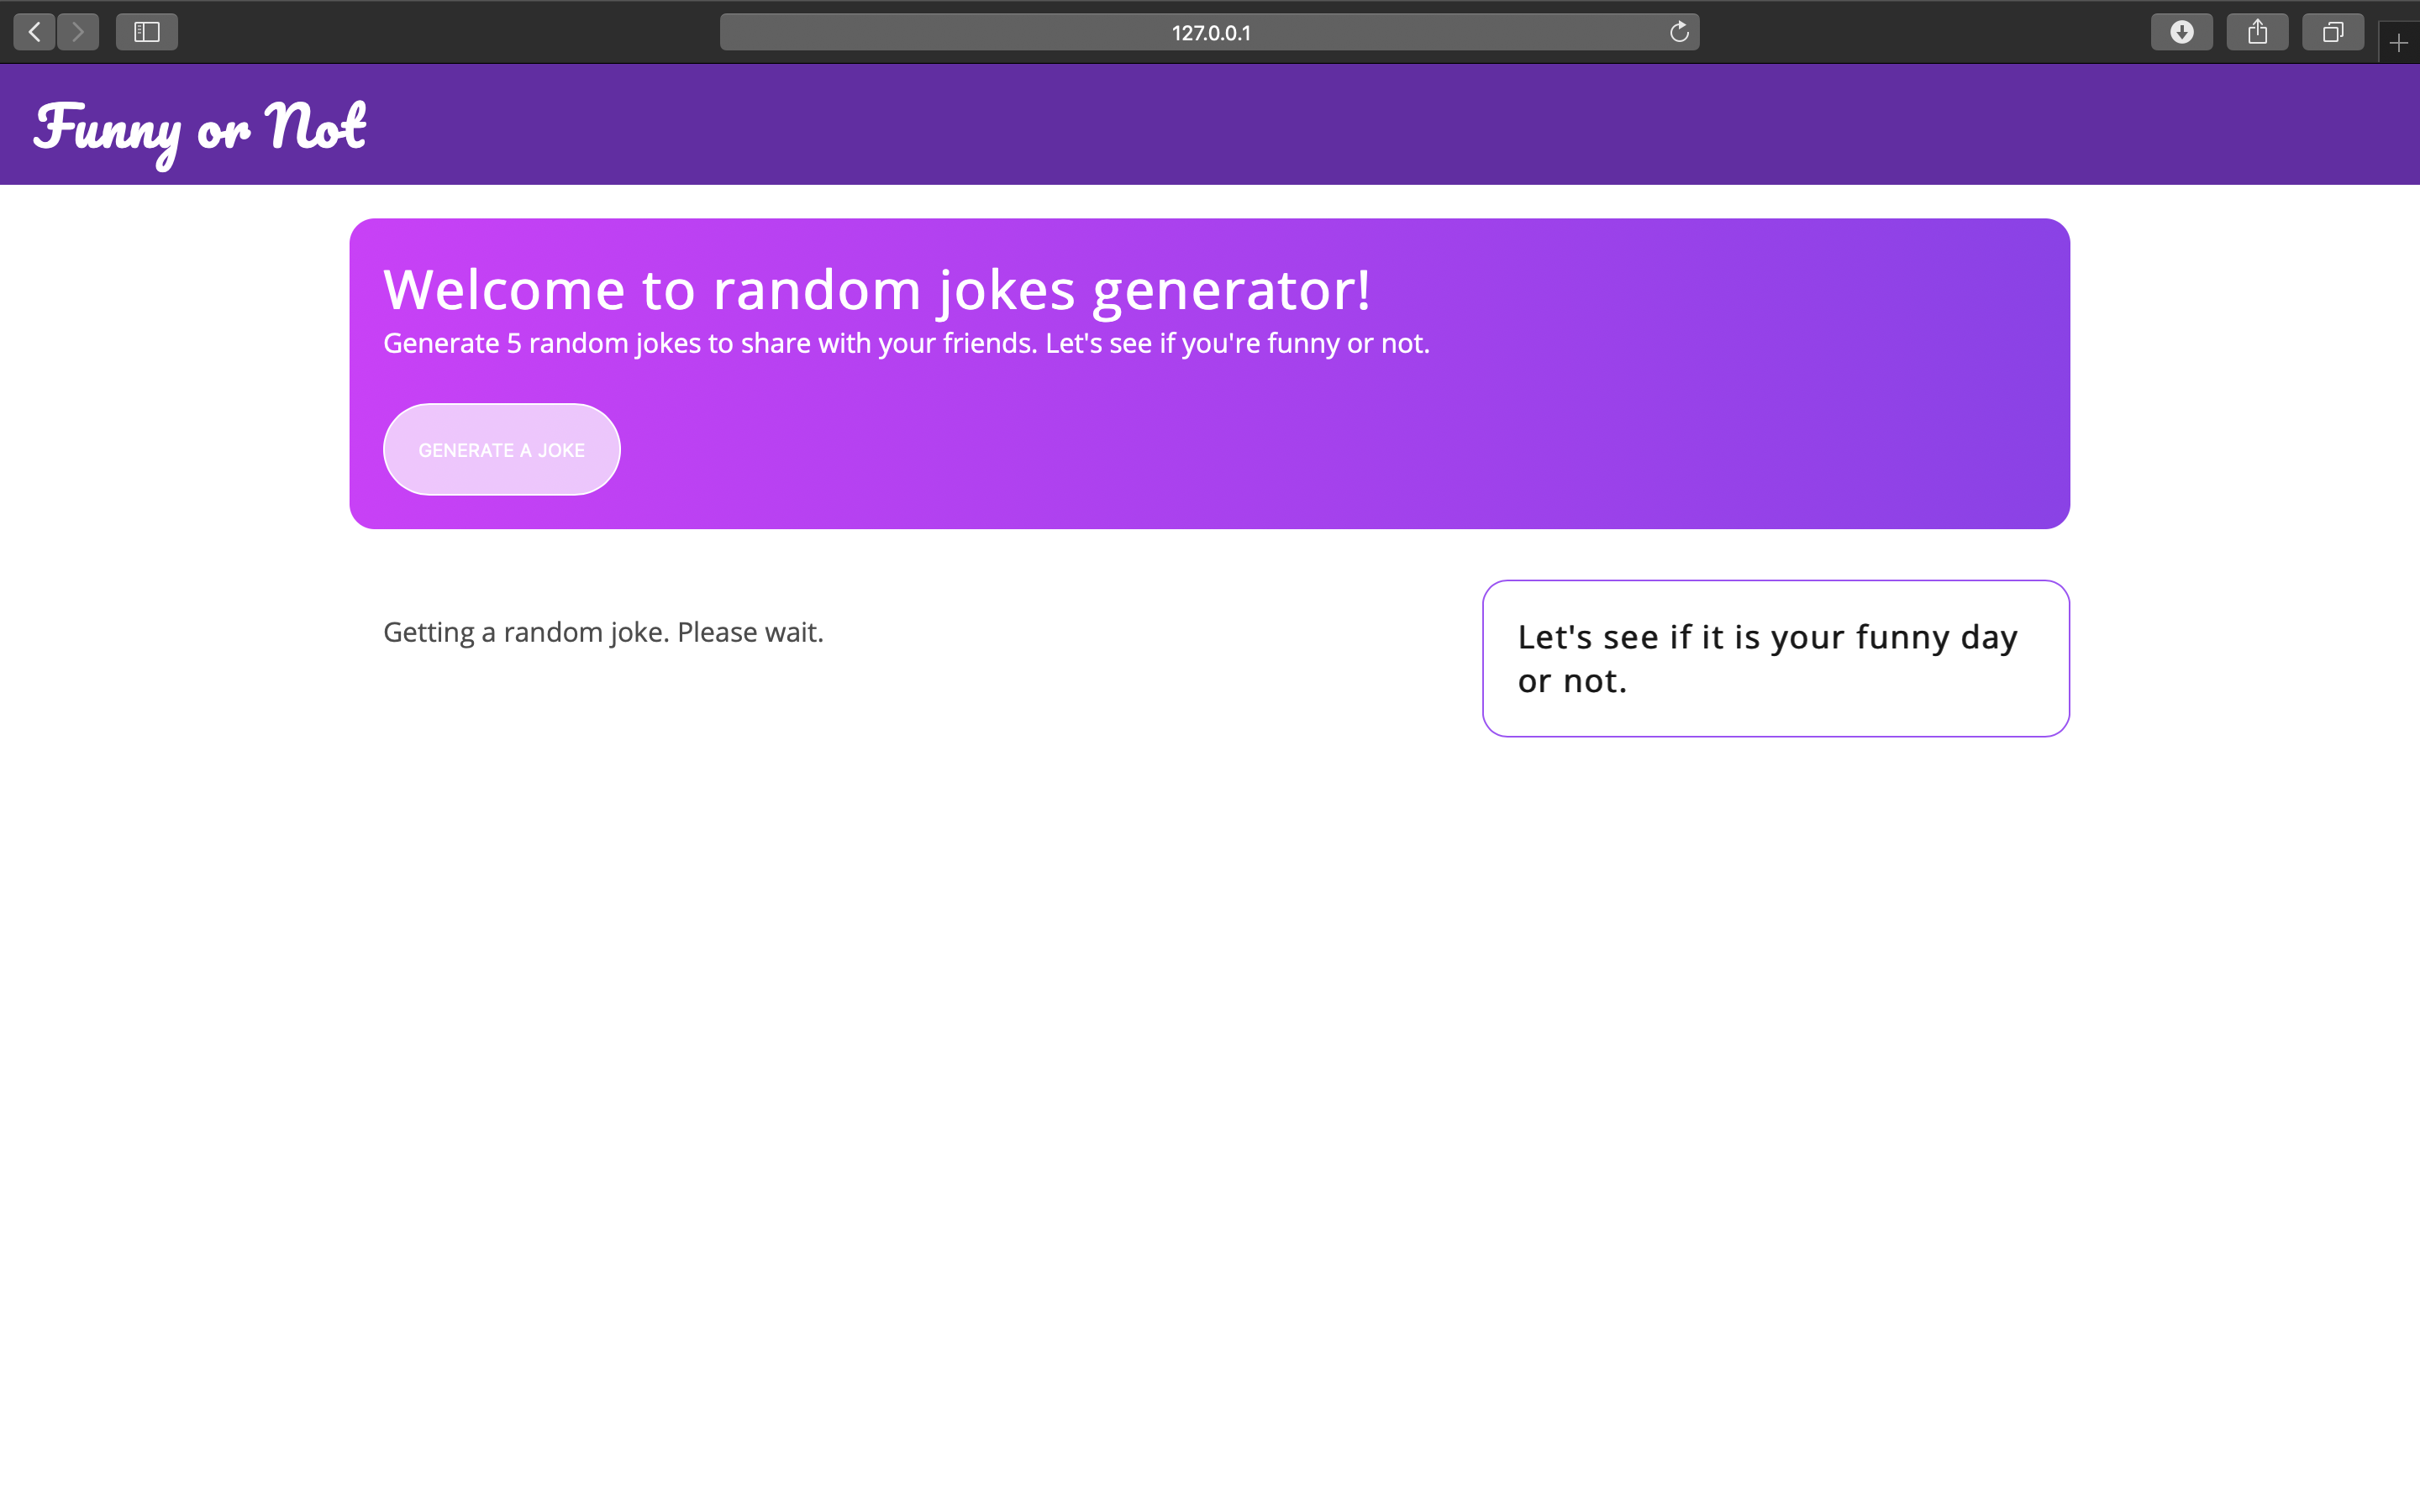 127.0.0.1
Funny or Not
Welcome to random jokes generator!
Generate 5 random jokes to share with your friends. Let's see if you're funny or not.
GENERATE A JOKE
Getting a random joke. Please wait.
Let's see if it is your funny day
or not.